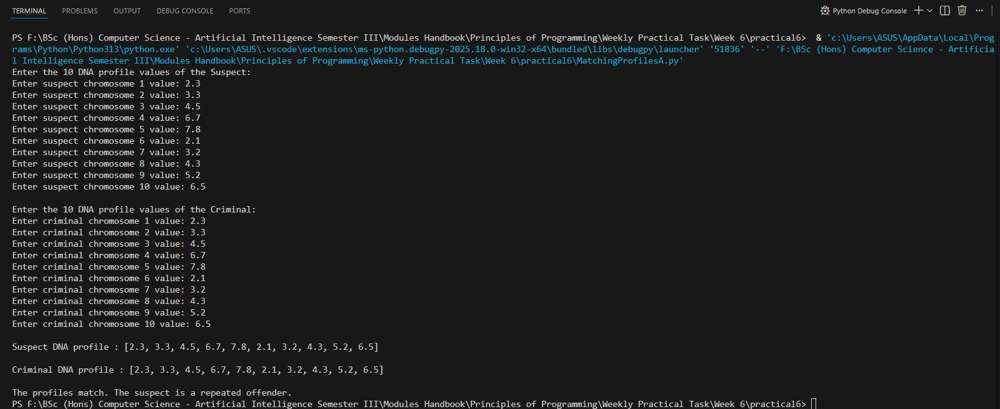 TERMINAL PROBLEMS OUTPUT DEBUG CONSOLE PORTS Python Debug Console
PS F:\BSc (Hons) Computer Science - Artificial Intelligence Semester III\Modules Handbook\Principles of Programming\Weekly Practical Task\Week 6\practical6>  & 'c:\Users\ASUS\AppData\Local\Prog
rams\Python\Python313\python.exe' 'c:\Users\ASUS\.vscode\extensions\ms-python.debugpy-2025.18.0-win32-x64\bundled\libs\debugpy\launcher' '51836' '--' 'F:\BSc (Hons) Computer Science - Artificia
l Intelligence Semester III\Modules Handbook\Principles of Programming\Weekly Practical Task\Week 6\practical6\MatchingProfilesA.py'
Enter the 10 DNA profile values of the Suspect:
Enter suspect chromosome 1 value: 2.3
Enter suspect chromosome 2 value: 3.3
Enter suspect chromosome 3 value: 4.5
Enter suspect chromosome 4 value: 6.7
Enter suspect chromosome 5 value: 7.8
Enter suspect chromosome 6 value: 2.1
Enter suspect chromosome 7 value: 3.2
Enter suspect chromosome 8 value: 4.3
Enter suspect chromosome 9 value: 5.2
Enter suspect chromosome 10 value: 6.5
Enter the 10 DNA profile values of the Criminal:
Enter criminal chromosome 1 value: 2.3
Enter criminal chromosome 2 value: 3.3
Enter criminal chromosome 3 value: 4.5
Enter criminal chromosome 4 value: 6.7
Enter criminal chromosome 5 value: 7.8
Enter criminal chromosome 6 value: 2.1
Enter criminal chromosome 7 value: 3.2
Enter criminal chromosome 8 value: 4.3
Enter criminal chromosome 9 value: 5.2
Enter criminal chromosome 10 value: 6.5
Suspect DNA profile : [2.3, 3.3, 4.5, 6.7, 7.8, 2.1, 3.2, 4.3, 5.2, 6.5]
Criminal DNA profile : [2.3, 3.3, 4.5, 6.7, 7.8, 2.1, 3.2, 4.3, 5.2, 6.5]
The profiles match. The suspect is a repeated offender.
PS F:\BSc (Hons) Computer Science - Artificial Intelligence Semester III\Modules Handbook\Principles of Programming\Weekly Practical Task\Week 6\practical6>